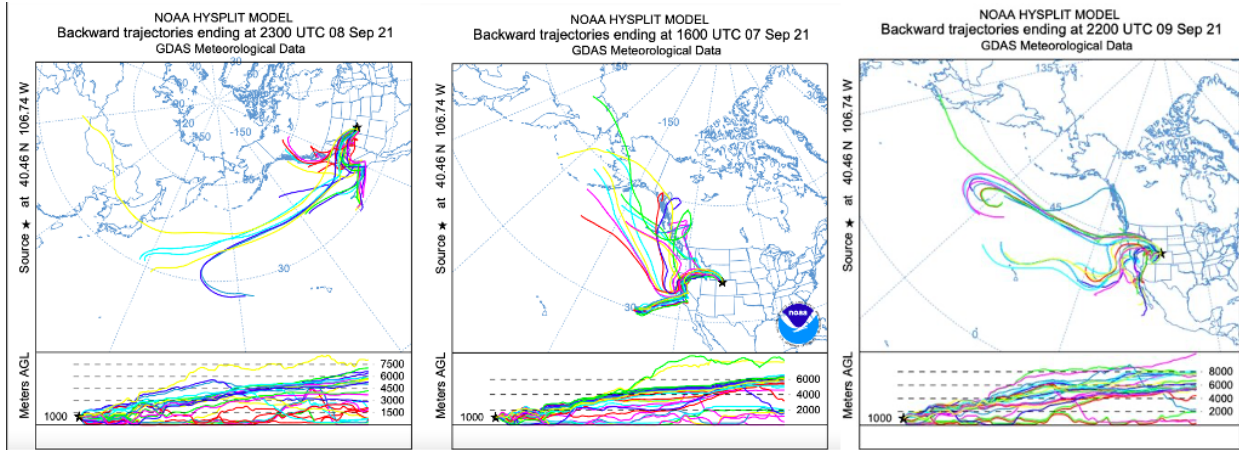 NOAA HYSPLIT MODEL
Backward trajectories ending at 2300 UTC 08 Sep 21
GDAS Meteorological Data
Source ★ at 40.46 N 106.74 W
30
-150
30
Meters AGL
1000
7500
6000
4500
3000
1500
NOAA HYSPLIT MODEL
Backward trajectories ending at 1600 UTC 07 Sep 21
GDAS Meteorological Data
Source ★ at 40.46 N 106.74 W
150
-150
-60
30
noaa
Meters AGL
1000
6000
4000
2000
NOAA HYSPLIT MODEL
Backward trajectories ending at 2200 UTC 09 Sep 21
GDAS Meteorological Data
Source ★ at 40.46 N 106.74 W
135
45
0
Meters AGL
1000
8000
6000
4000
2000